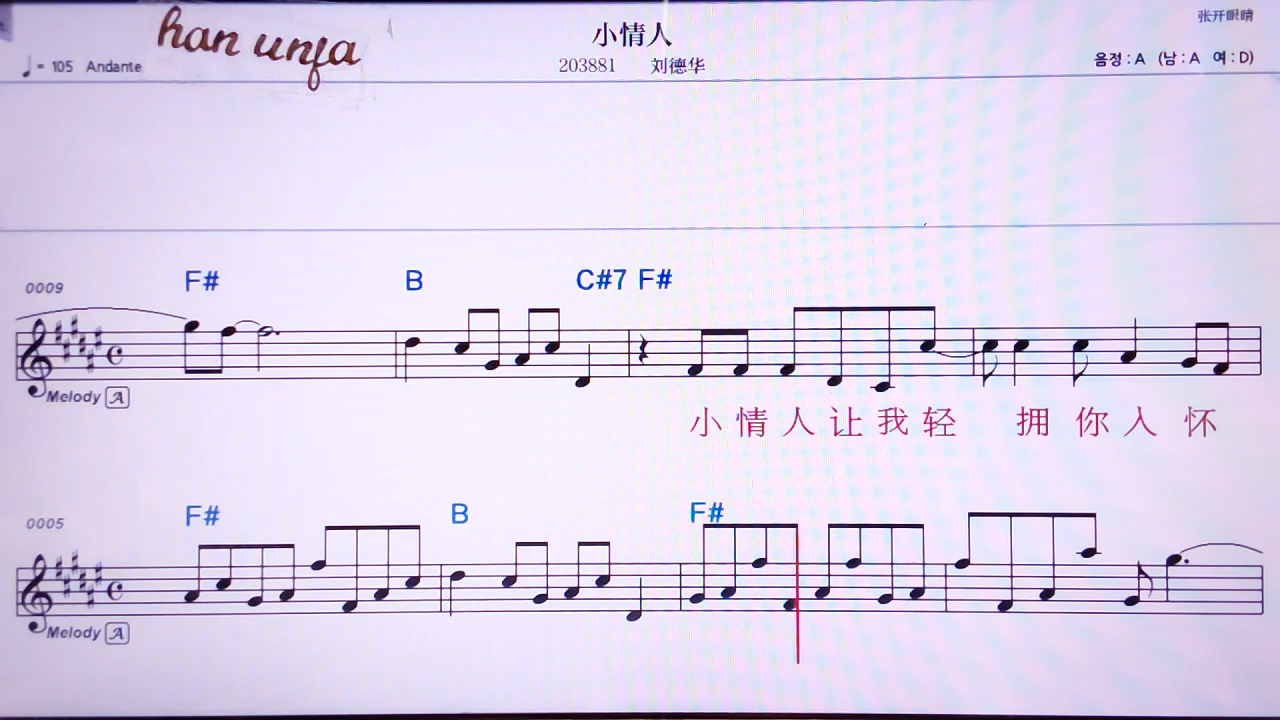 han unfa
小情人
张开眼睛
♩= 105 Andante
203881 刘德华
음정 : A (남 : A 여 : D)
0009
F# B C#7 F#
Melody A
小情人让我轻 拥你入怀
0005
F# B F#
Melody A